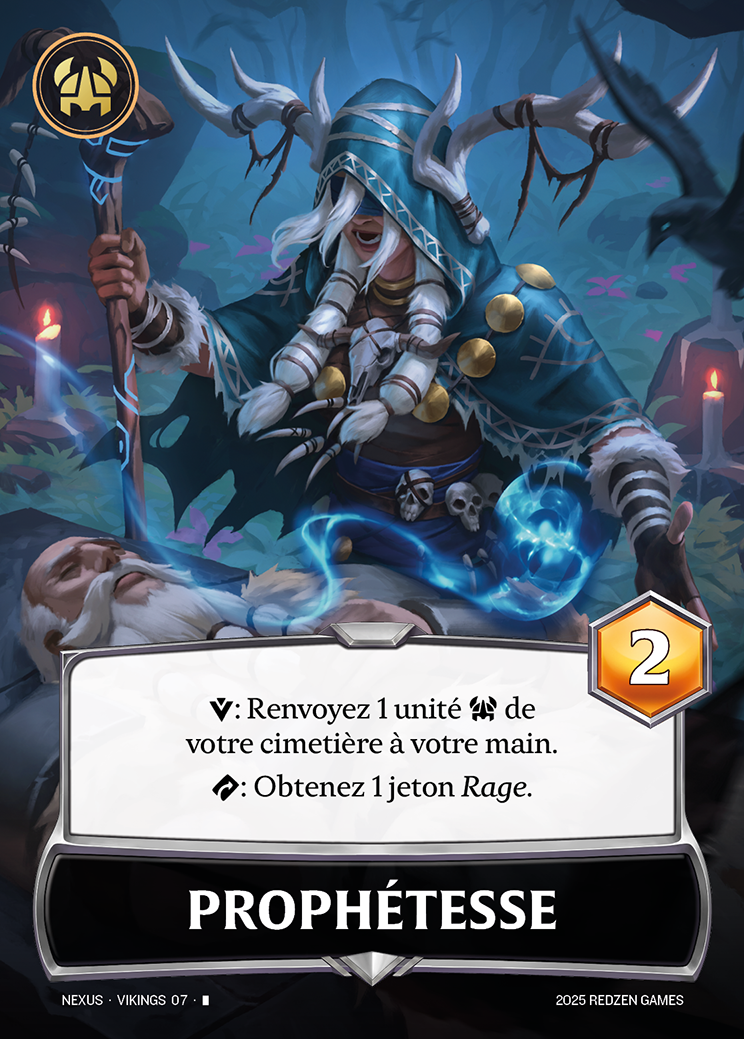 2
: Renvoyez 1 unité de
votre cimetière à votre main.
: Obtenez 1 jeton Rage.
PROPHÉTESSE
NEXUS · VIKINGS 07 ·
2025 REDZEN GAMES